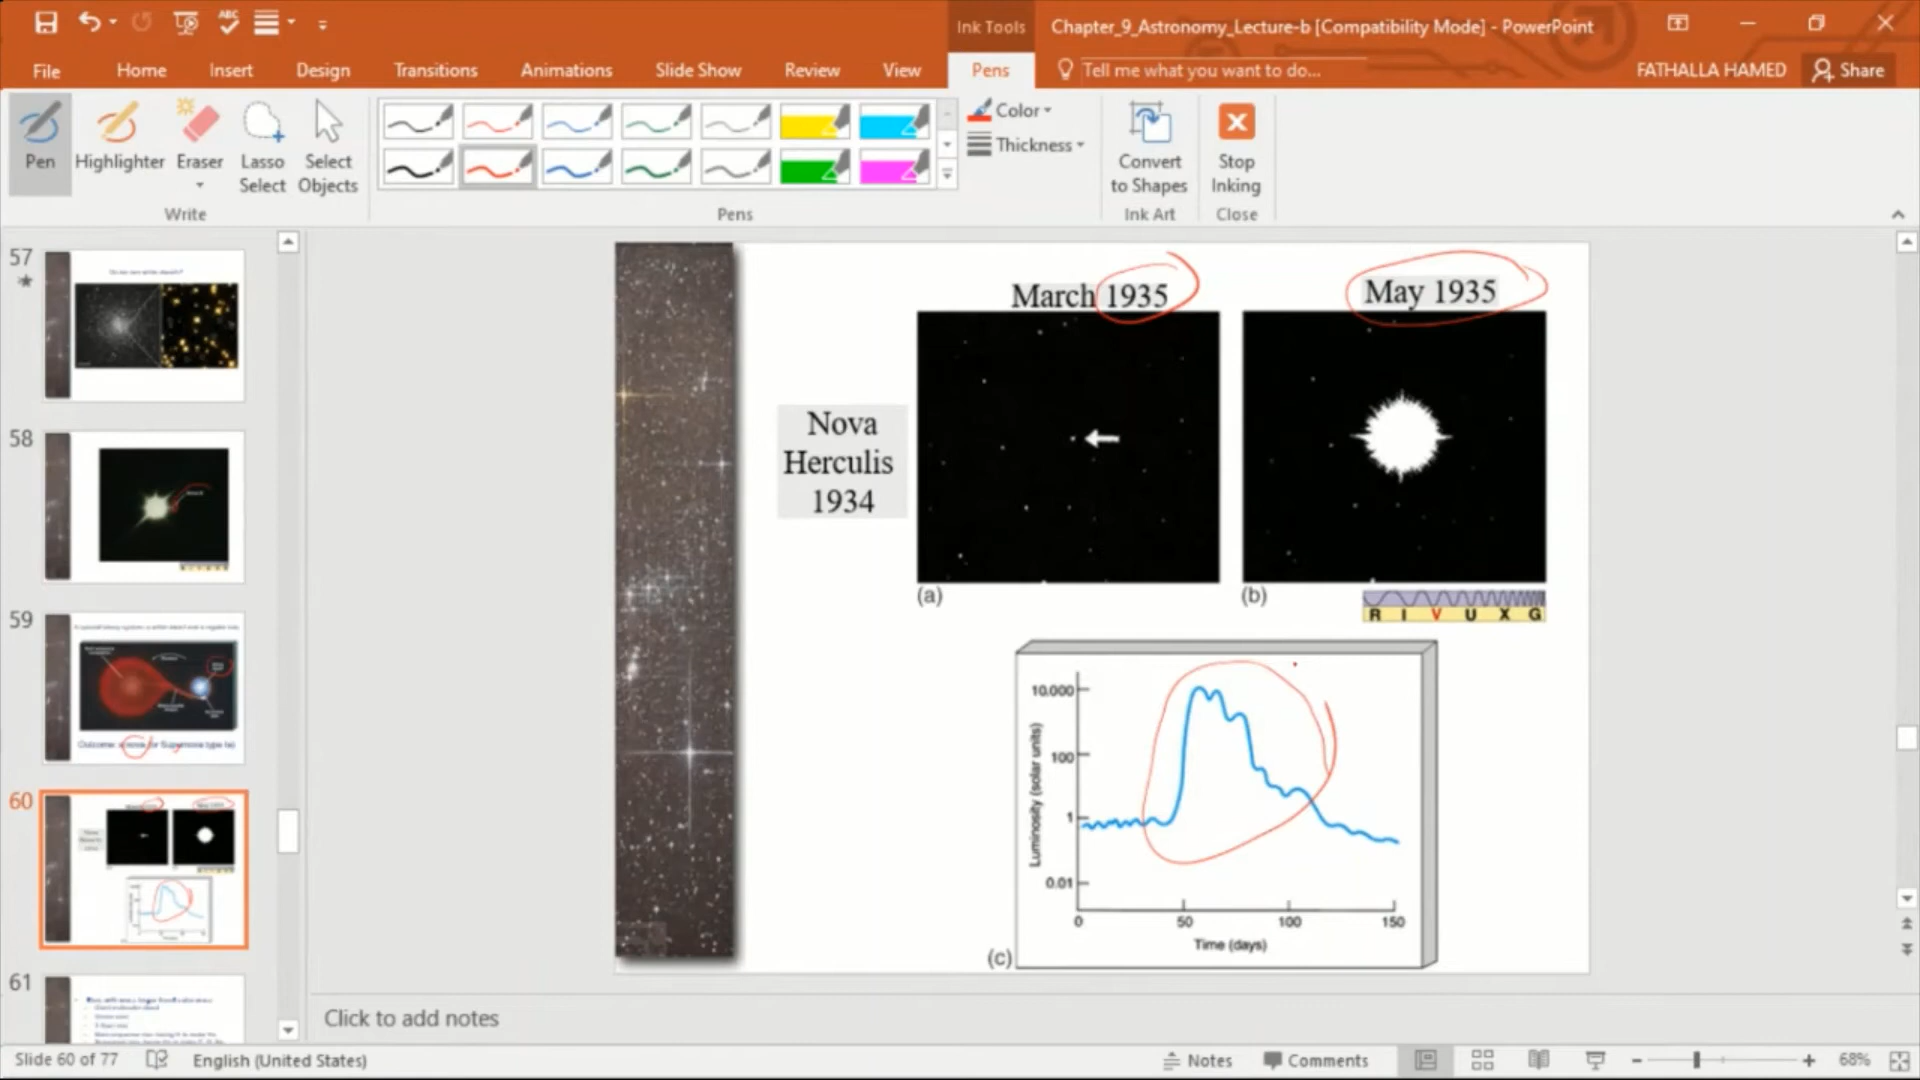 ABC
Ink Tools
Chapter_9_Astronomy_Lecture-b [Compatibility Mode] - PowerPoint
File
Home
Insert
Design
Transitions
Animations
Slide Show
Review
View
Pens
Tell me what you want to do...
FATHALLA HAMED
Share
Pen
Highlighter
Eraser
Lasso
Select
Select
Objects
Color
Thickness
Convert
to Shapes
Stop
Inking
Write
Pens
Ink Art
Close
57
58
59
60
61
March 1935
May 1935
Nova
Herculis
1934
(a)
(b)
R I V U X G
Luminosity (solar units)
10,000
100
1
0.01
0
50
100
150
Time (days)
(c)
Click to add notes
Slide 60 of 77
English (United States)
Notes
Comments
68%